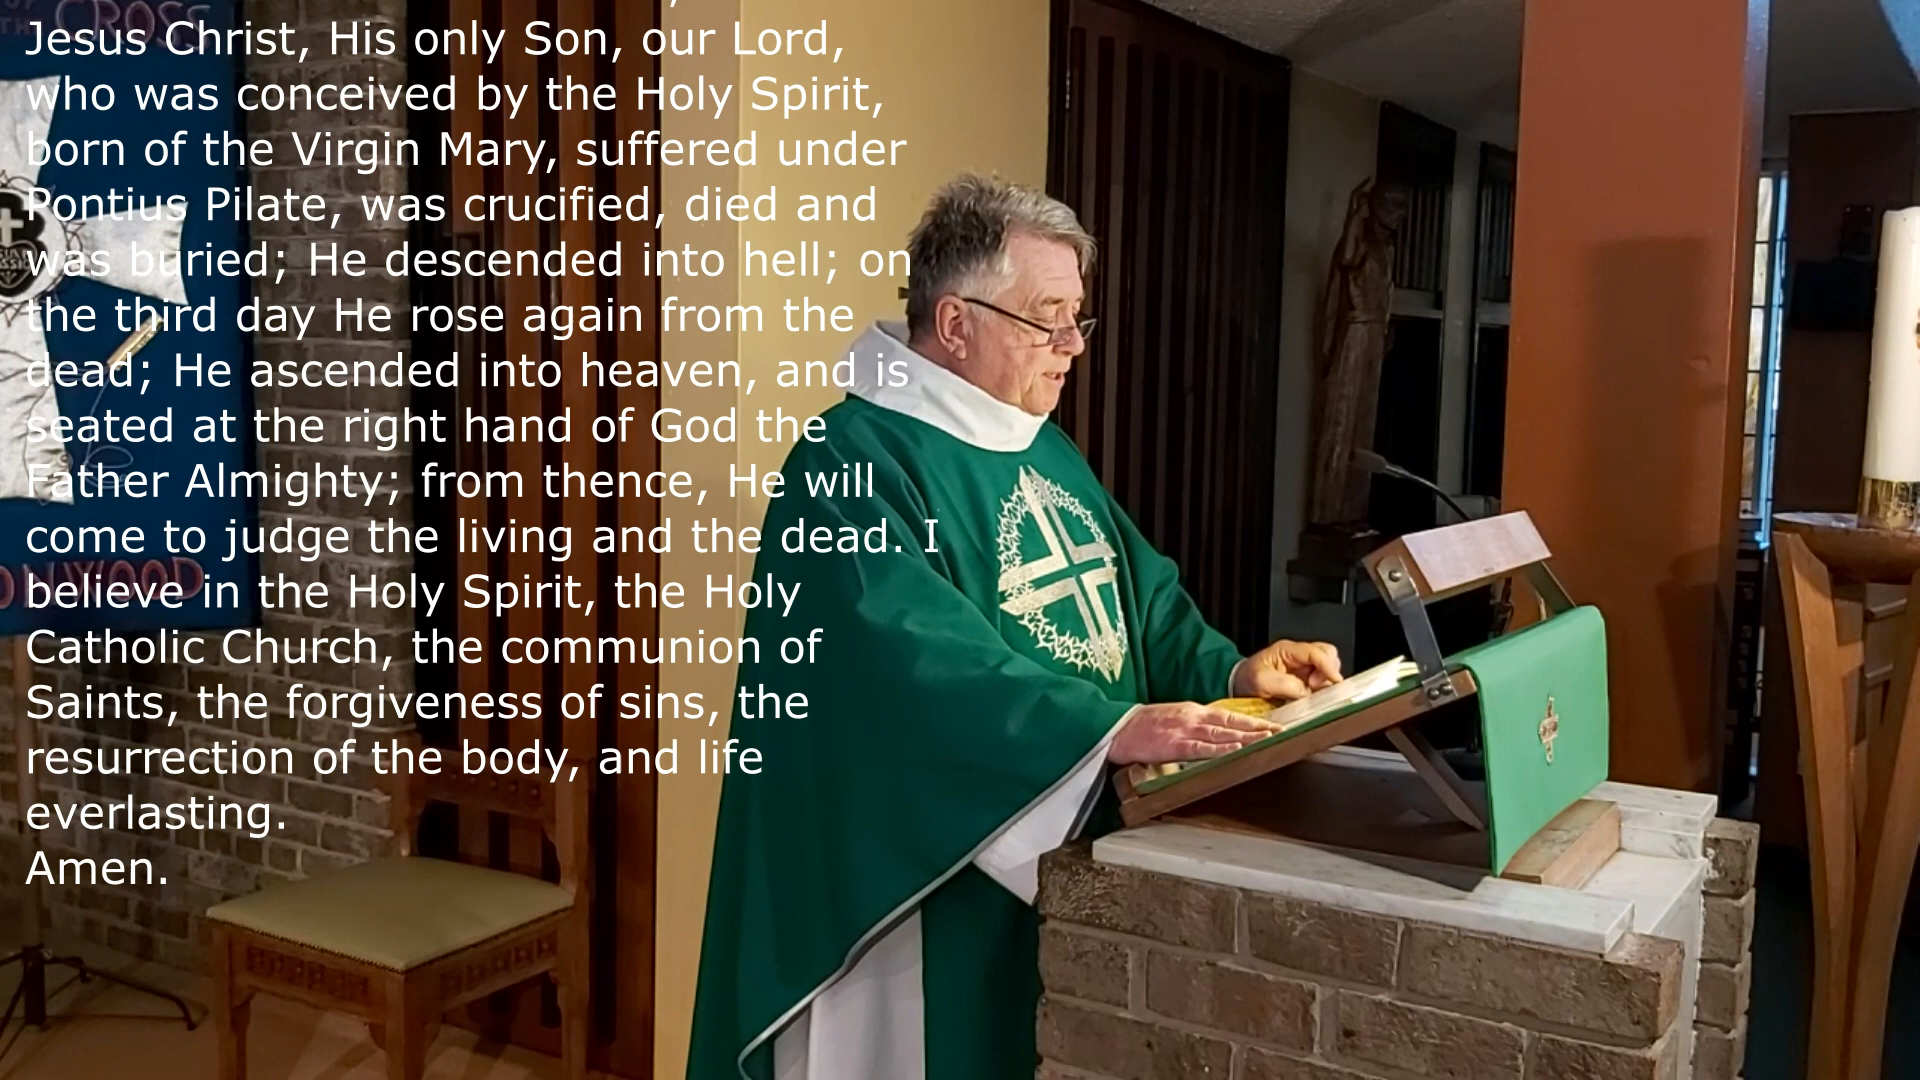 CROSS
Jesus Christ, His only Son, our Lord,
who was conceived by the Holy Spirit,
born of the Virgin Mary, suffered under
Pontius Pilate, was crucified, died and
was buried; He descended into hell; on
the third day He rose again from the
dead; He ascended into heaven, and is
seated at the right hand of God the
Father Almighty; from thence, He will
come to judge the living and the dead. I
believe in the Holy Spirit, the Holy
Catholic Church, the communion of
Saints, the forgiveness of sins, the
resurrection of the body, and life
everlasting.
Amen.